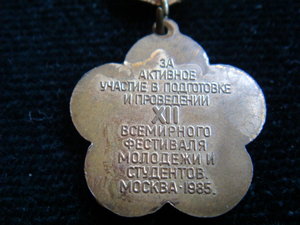 ЗА
АКТИВНОЕ
УЧАСТИЕ В ПОДГОТОВКЕ
И ПРОВЕДЕНИИ
XII
ВСЕМИРНОГО
ФЕСТИВАЛЯ
МОЛОДЕЖИ И
СТУДЕНТОВ.
МОСКВА-1985.